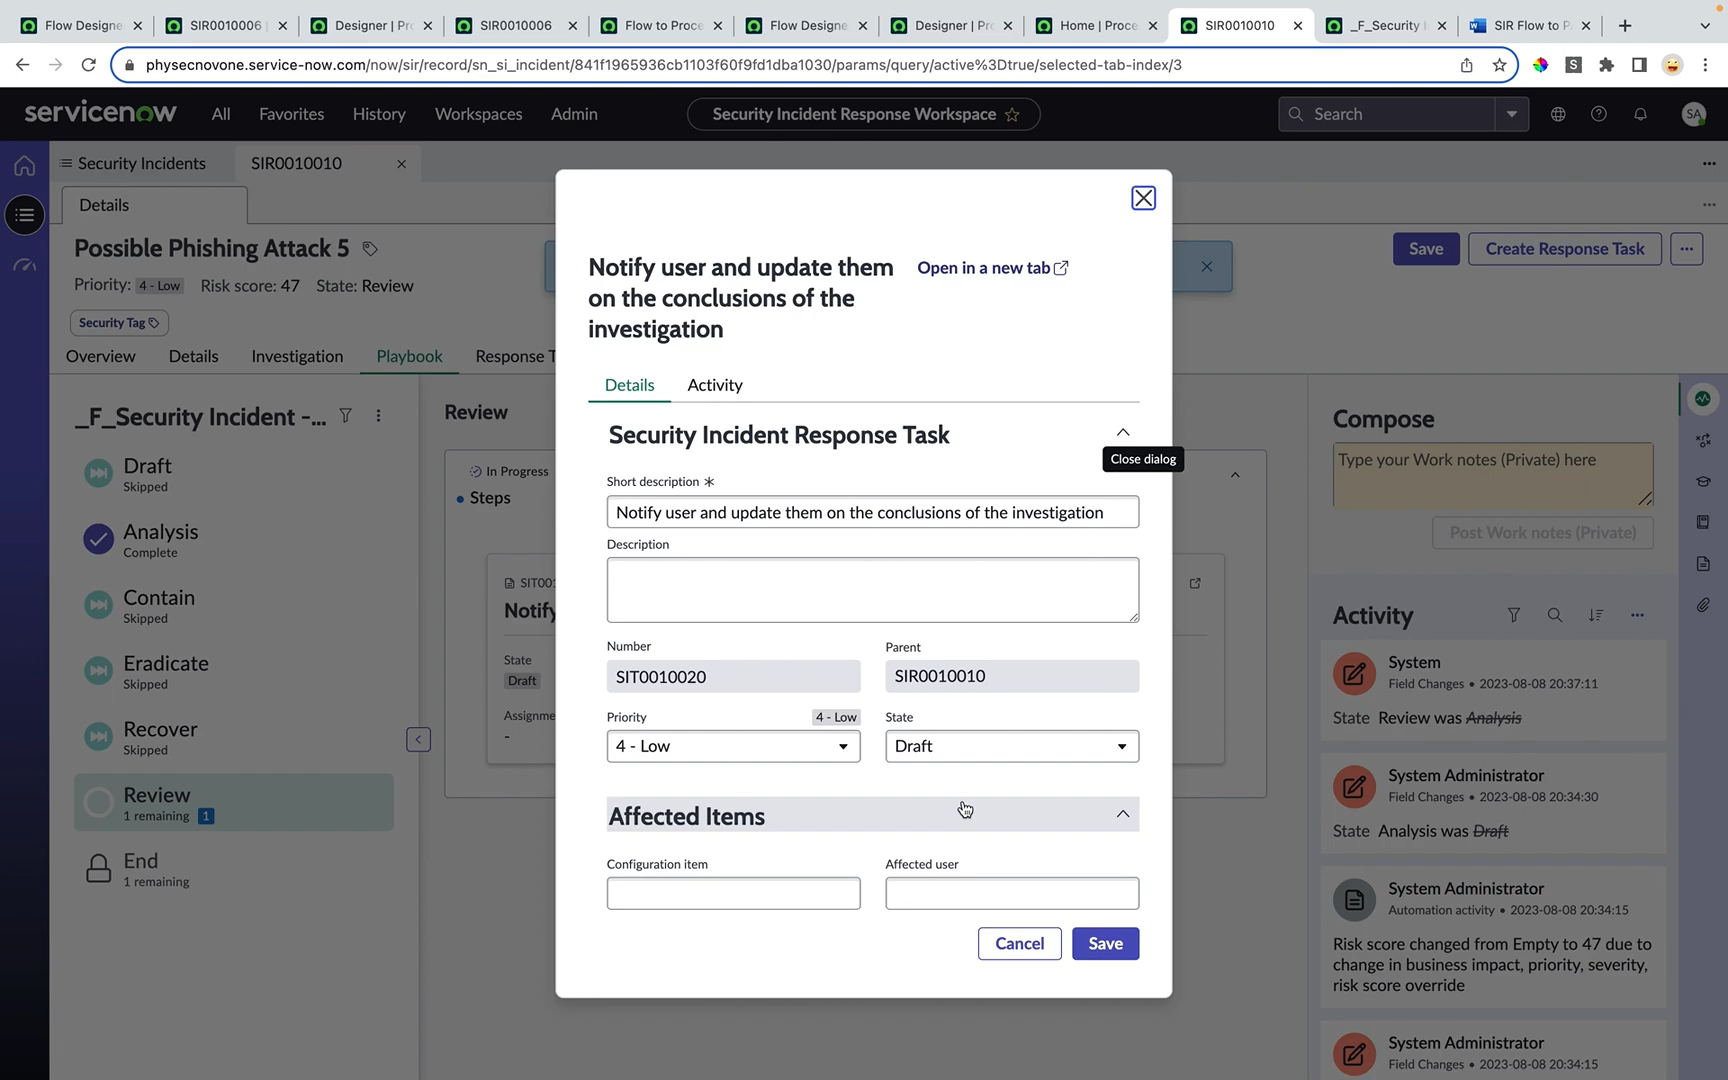 Flow Designe
SIR0010006 |
Designer | Pro
SIR0010006
Flow to Proce
Flow Designe
Designer | Pro
Home | Proce
SIR0010010
_F_Security I
SIR Flow to P
physecnovone.service-now.com/now/sir/record/sn_si_incident/841f1965936cb1103f60f9fd1dba1030/params/query/active%3Dtrue/selected-tab-index/3
S
servicenow
All
Favorites
History
Workspaces
Admin
Security Incident Response Workspace
Search
SA
Security Incidents
SIR0010010
Details
Possible Phishing Attack 5
Priority: 4 - Low Risk score: 47 State: Review
Security Tag
Save
Create Response Task
Overview
Details
Investigation
Playbook
Response T
_F_Security Incident -...
Draft
Skipped
Analysis
Complete
Contain
Skipped
Eradicate
Skipped
Recover
Skipped
Review
1 remaining 1
End
1 remaining
Review
In Progress
Steps
SIT001
Notify
State
Draft
Assignme
-
Notify user and update them
on the conclusions of the
investigation
Open in a new tab
Details
Activity
Security Incident Response Task
Close dialog
Short description *
Notify user and update them on the conclusions of the investigation
Description
Number
SIT0010020
Parent
SIR0010010
Priority
4 - Low
4 - Low
State
Draft
Affected Items
Configuration item
Affected user
Cancel
Save
Compose
Type your Work notes (Private) here
Post Work notes (Private)
Activity
System
Field Changes • 2023-08-08 20:37:11
State Review was Analysis
System Administrator
Field Changes • 2023-08-08 20:34:30
State Analysis was Draft
System Administrator
Automation activity • 2023-08-08 20:34:15
Risk score changed from Empty to 47 due to
change in business impact, priority, severity,
risk score override
System Administrator
Field Changes • 2023-08-08 20:34:15